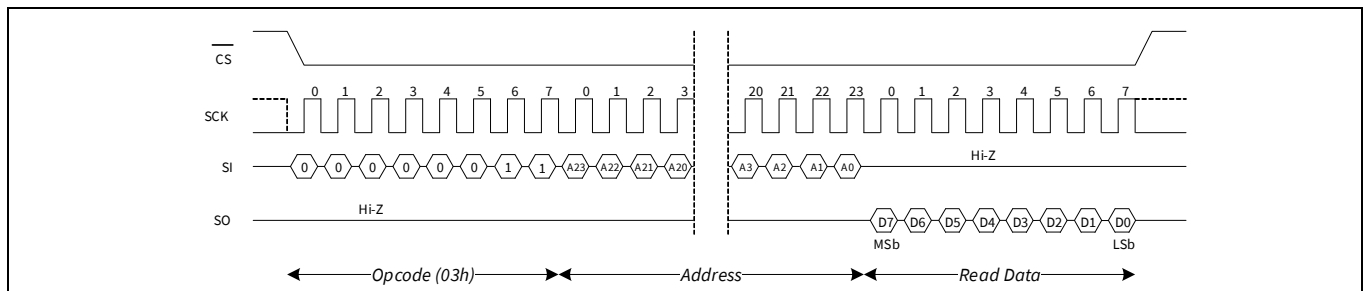 CS
0 1 2 3 4 5 6 7 0 1 2 3 20 21 22 23 0 1 2 3 4 5 6 7
SCK
Hi-Z
SI 0 0 0 0 0 0 1 1 A23 A22 A21 A20 A3 A2 A1 A0
Hi-Z
SO D7 D6 D5 D4 D3 D2 D1 D0
MSb LSb
Opcode (03h) Address Read Data